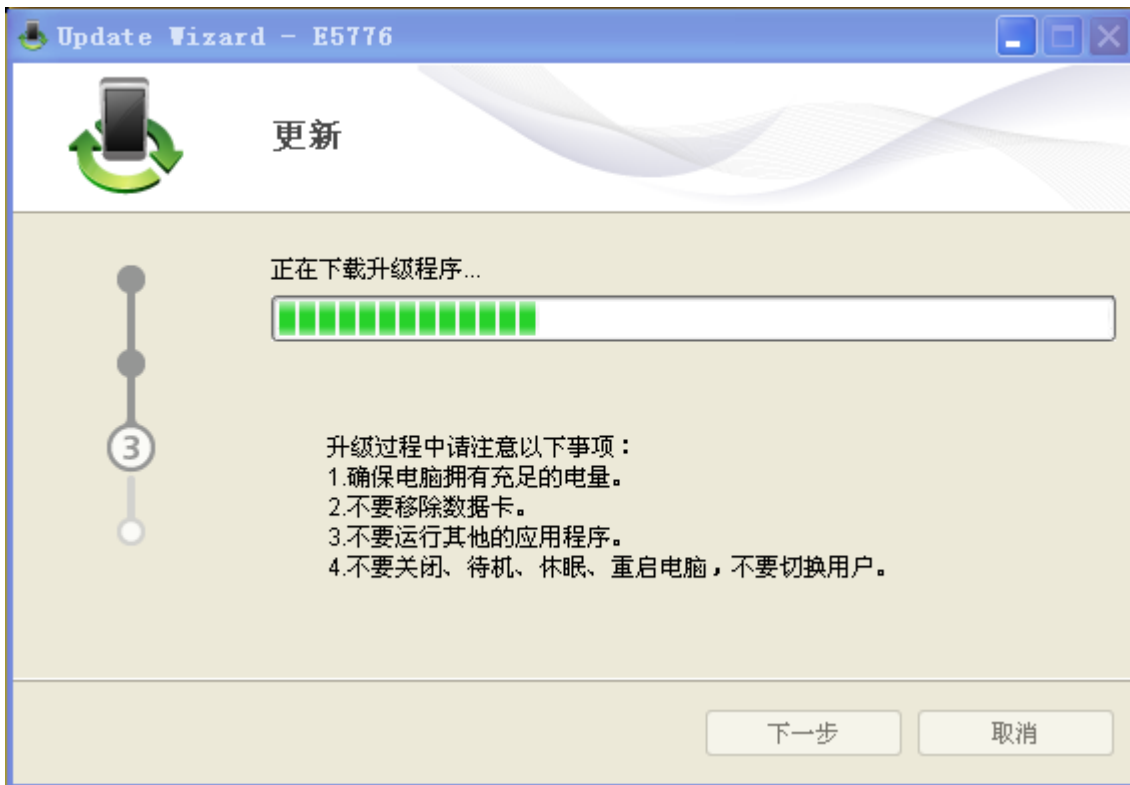 Update Wizard - E5776
更新
正在下载升级程序...
3
升级过程中请注意以下事项：
1.确保电脑拥有充足的电量。
2.不要移除数据卡。
3.不要运行其他的应用程序。
4.不要关闭、待机、休眠、重启电脑，不要切换用户。
下一步
取消